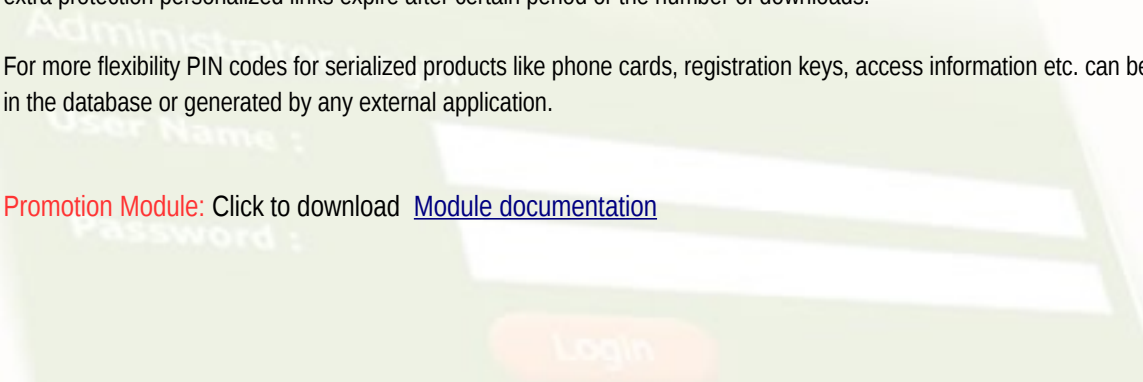 extra protection personalized links expire after certain period or the number of downloads.
Administrator Login
For more flexibility PIN codes for serialized products like phone cards, registration keys, access information etc. can be
in the database or generated by any external application.
User Name :
Promotion Module: Click to download Module documentation
Password :
Login